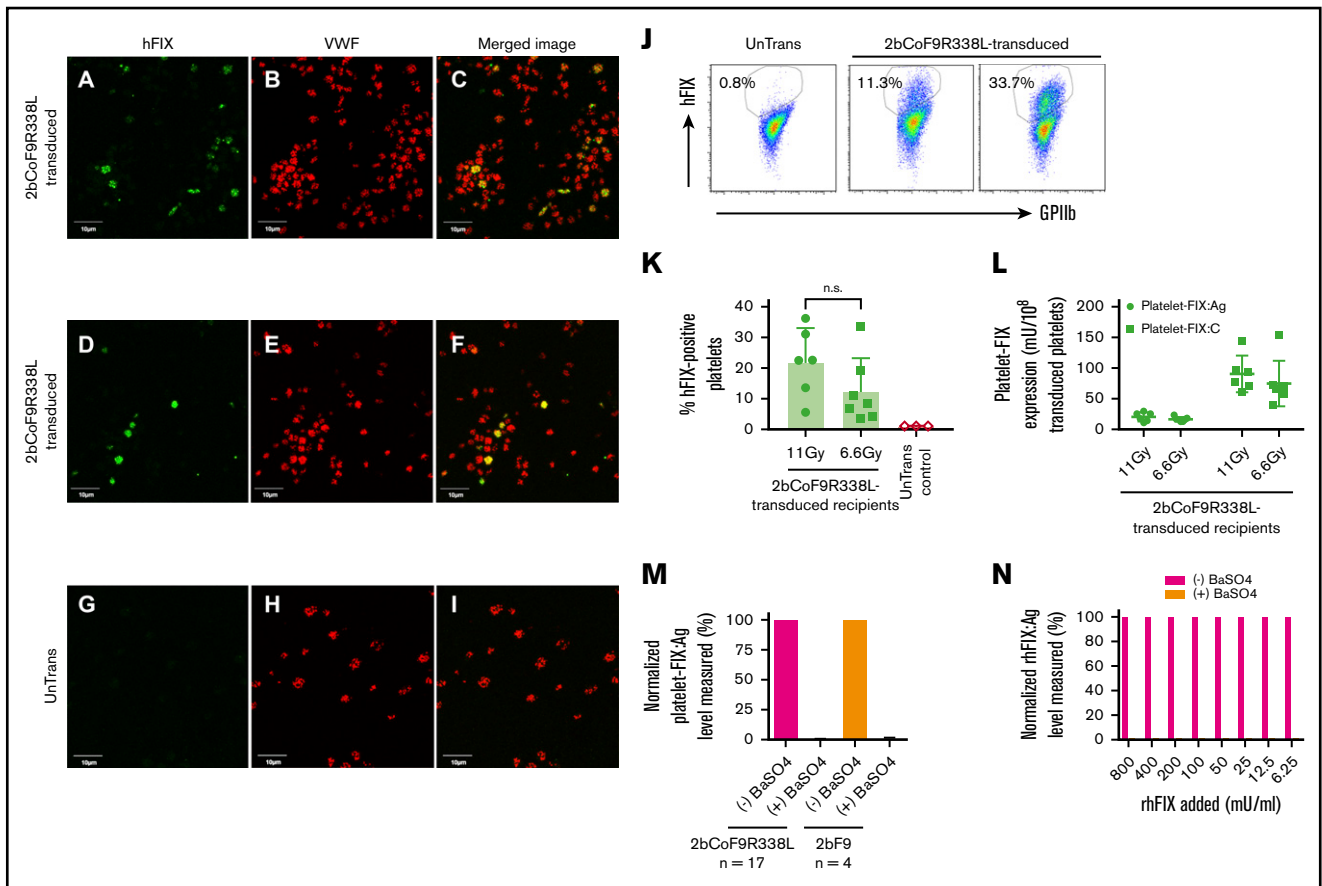 hFIX
VWF
Merged image
2bCoF9R338L
transduced
A
B
C
10µm
10µm
10µm
2bCoF9R338L
transduced
D
E
F
10µm
10µm
10µm
UnTrans
G
H
I
10µm
10µm
10µm
J
UnTrans
2bCoF9R338L-transduced
hFIX
0.8%
11.3%
33.7%
GPIIb
K
% hFIX-positive
platelets
n.s.
40
30
20
10
0
11Gy
6.6Gy
UnTrans
control
2bCoF9R338L-
transduced recipients
L
Platelet-FIX
expression (mU/10⁸
transduced platelets)
Platelet-FIX:Ag
Platelet-FIX:C
200
150
100
50
0
11Gy
6.6Gy
11Gy
6.6Gy
2bCoF9R338L-
transduced recipients
M
Normalized
platelet-FIX:Ag
level measured (%)
100
75
50
25
0
(-) BaSO4
(+) BaSO4
(-) BaSO4
(+) BaSO4
2bCoF9R338L
n = 17
2bF9
n = 4
N
(-) BaSO4
(+) BaSO4
Normalized rhFIX:Ag
level measured (%)
100
80
60
40
20
0
800
400
200
100
50
25
12.5
6.25
rhFIX added (mU/ml)